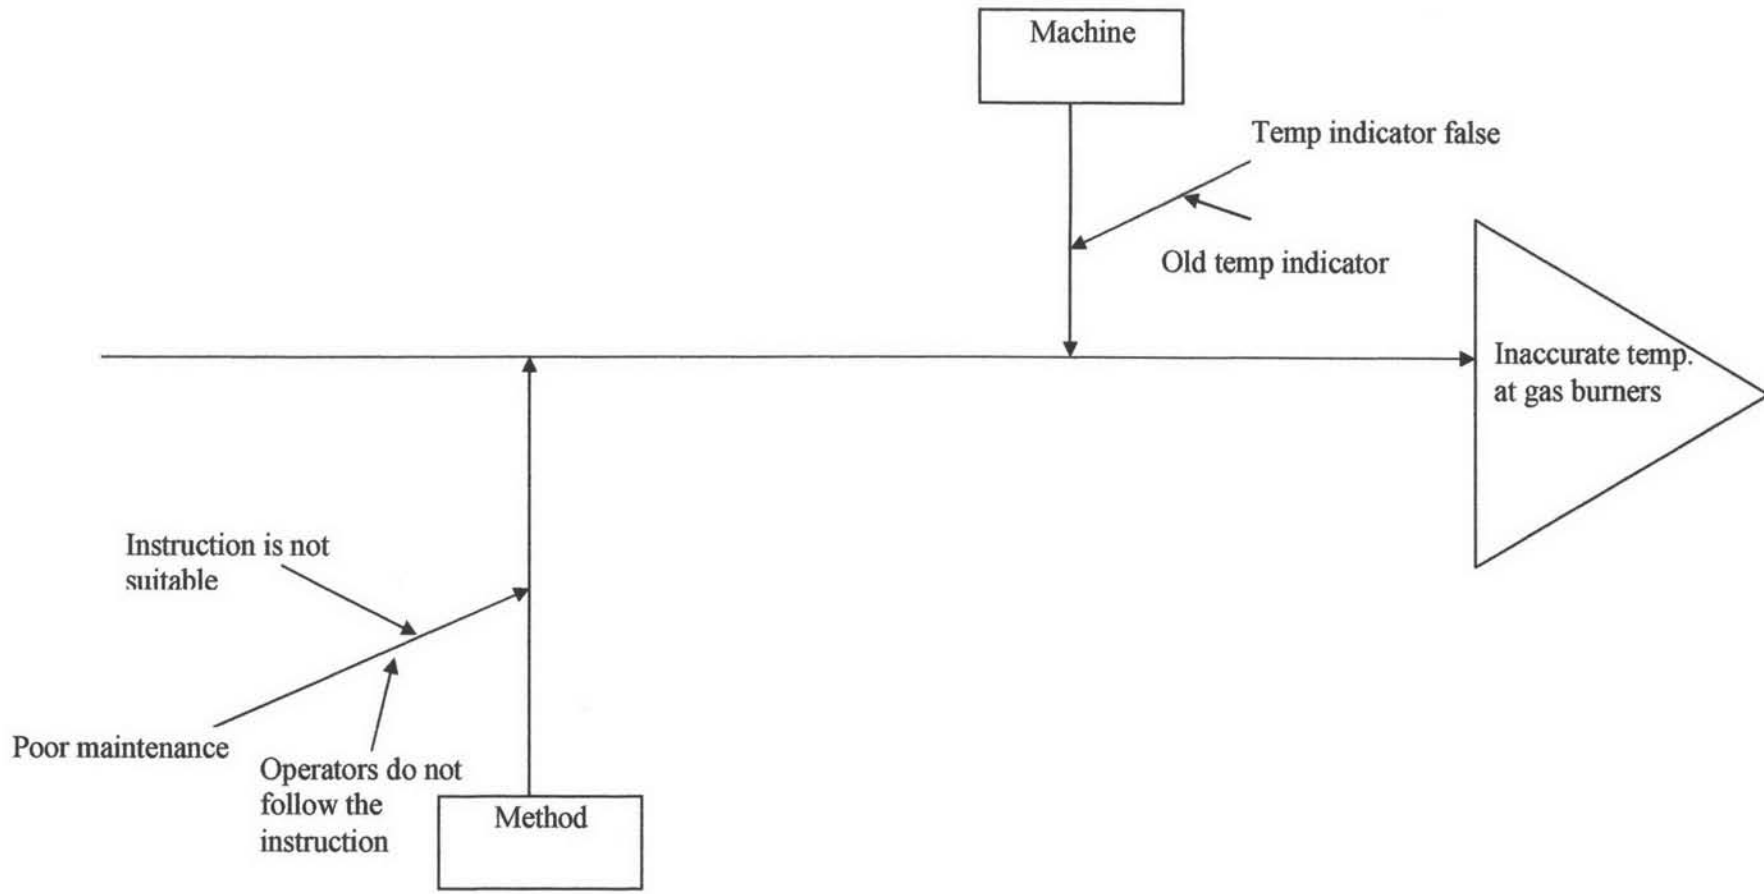 Machine
Temp indicator false
Old temp indicator
Inaccurate temp.
at gas burners
Instruction is not
suitable
Poor maintenance
Operators do not
follow the
instruction
Method